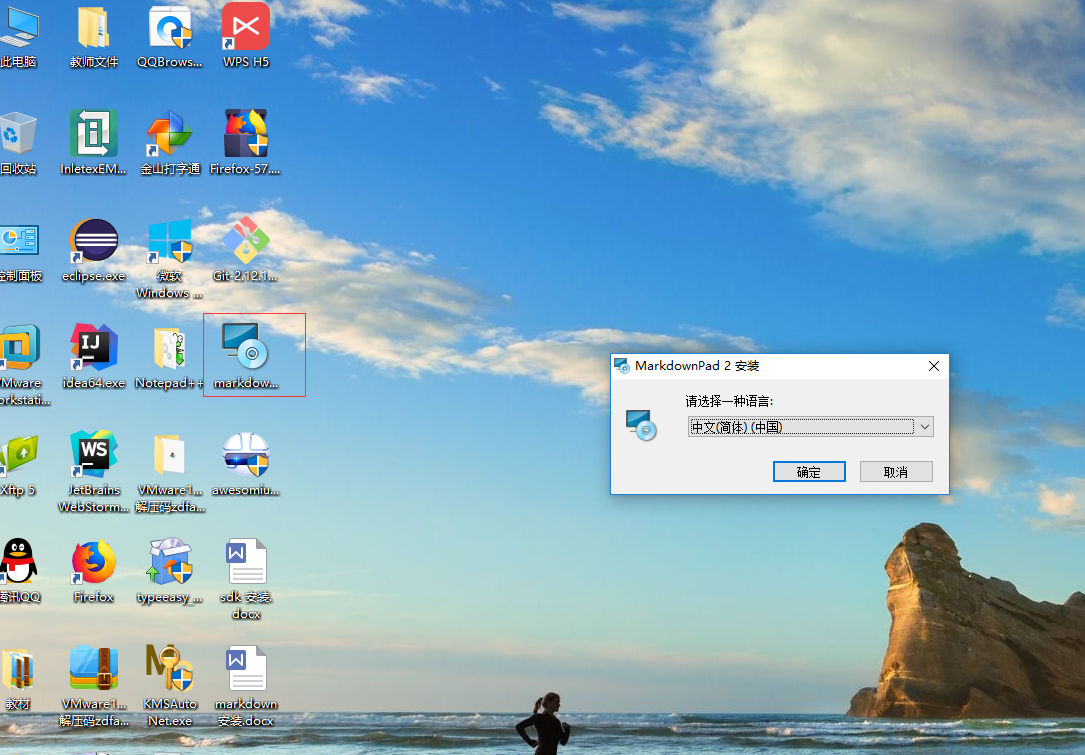 此电脑
教师文件
QQBrows...
WPS H5
回收站
InletexEM...
金山打字通
Firefox-57....
控制面板
eclipse.exe
微软
Windows ...
Git-2.12.1...
VMware
Workstati...
idea64.exe
IJ
Notepad++
markdow...
MarkdownPad 2 安装
请选择一种语言:
中文(简体) (中国)
确定
取消
Xftp 5
WS
JetBrains
WebStorm...
VMware1...
解压码zdfa...
awesomiu...
腾讯QQ
Firefox
typeeasy_...
W
sdk 安装.
docx
教材
VMware1...
解压码zdfa...
M
KMSAuto
Net.exe
W
markdown
安装.docx